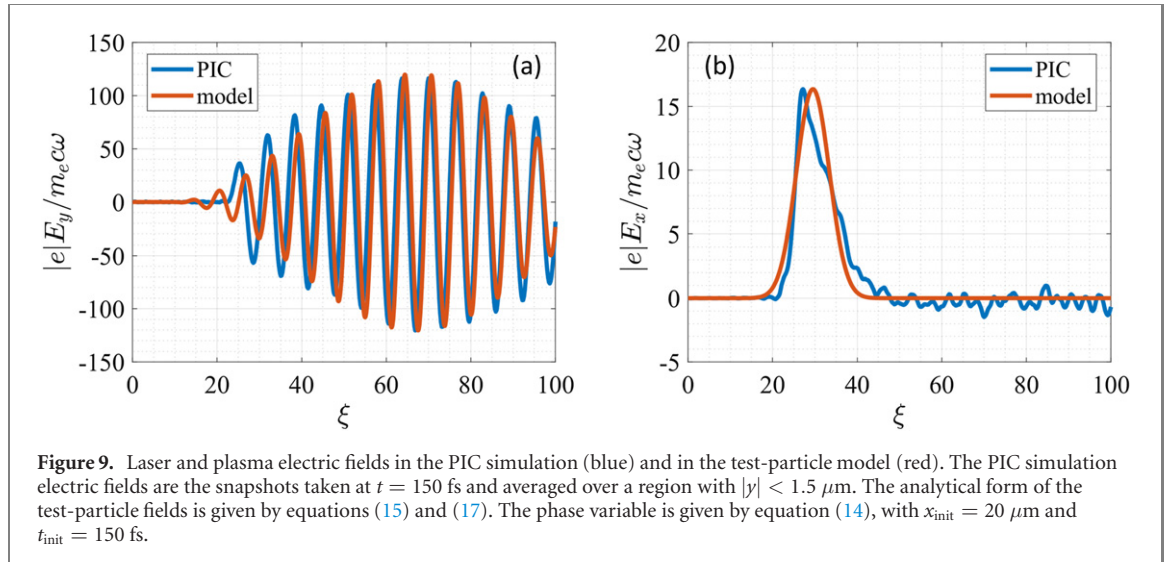 150
100
50
0
-50
-100
-150
|e|E_y/m_e cω
PIC
model
(a)
0 20 40 60 80 100
ξ
20
15
10
5
0
-5
|e|E_x/m_e cω
(b)
PIC
model
0 20 40 60 80 100
ξ
Figure 9. Laser and plasma electric fields in the PIC simulation (blue) and in the test-particle model (red). The PIC simulation
electric fields are the snapshots taken at t = 150 fs and averaged over a region with |y| < 1.5 μm. The analytical form of the
test-particle fields is given by equations (15) and (17). The phase variable is given by equation (14), with x_init = 20 μm and
t_init = 150 fs.